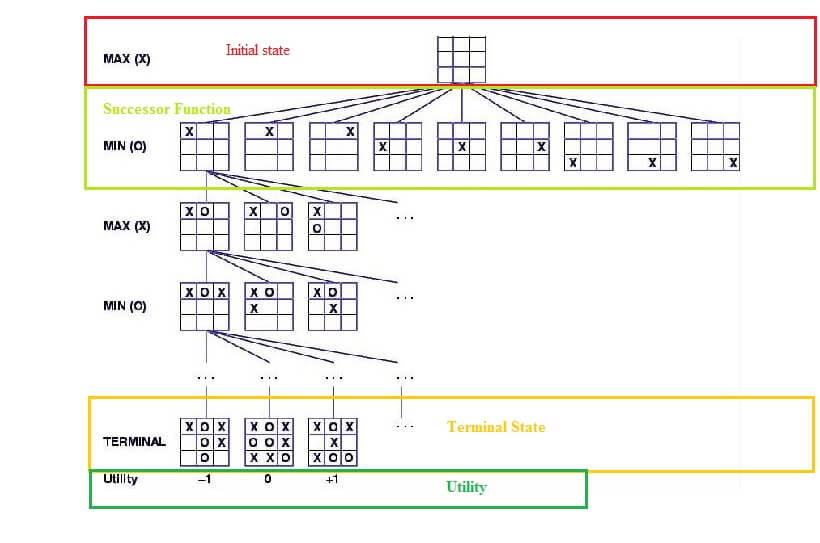 MAX (X) Initial state
Successor Function
X X X
MIN (O) X X X
X X X
X O X O X
MAX (X) O ...
X O X X O X O
MIN (O) X X ...
... ... ... ...
X O X X O X X O X ... Terminal State
TERMINAL O X O O X X
O X X O X O O
Utility –1 0 +1 Utility